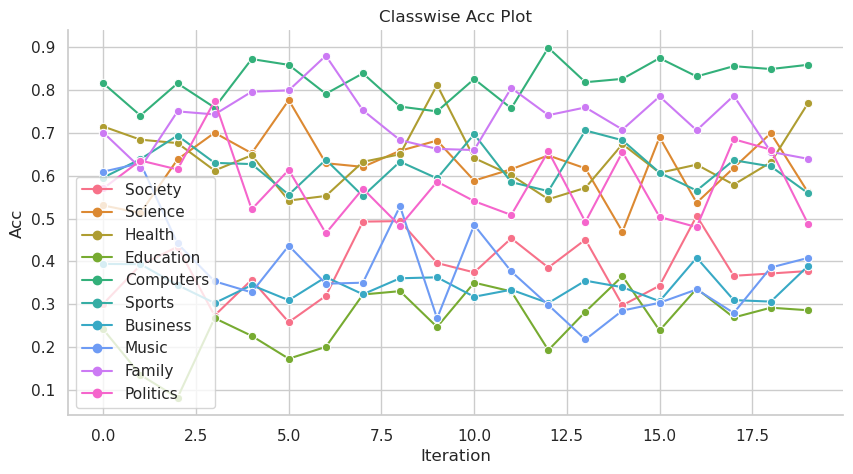 Classwise Acc Plot
Acc
0.9
0.8
0.7
0.6
0.5
0.4
0.3
0.2
0.1
Society
Science
Health
Education
Computers
Sports
Business
Music
Family
Politics
0.0 2.5 5.0 7.5 10.0 12.5 15.0 17.5
Iteration